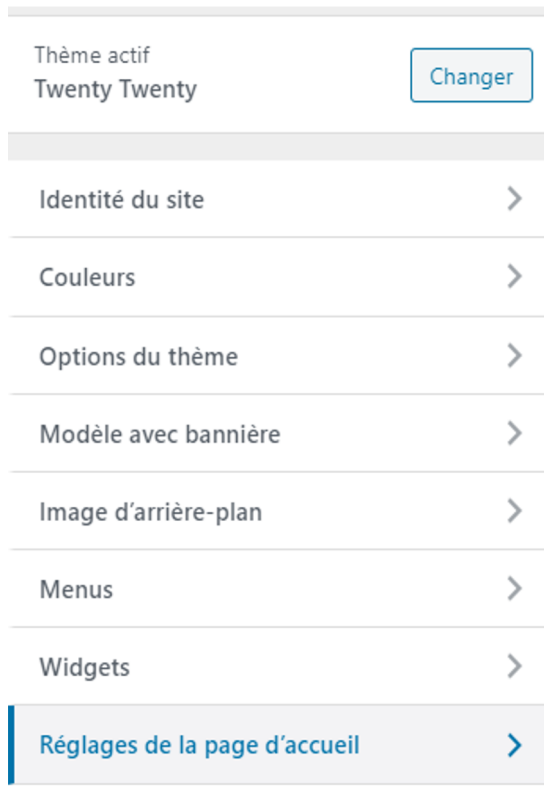 Thème actif
Twenty Twenty
Changer
Identité du site
Couleurs
Options du thème
Modèle avec bannière
Image d’arrière-plan
Menus
Widgets
Réglages de la page d’accueil